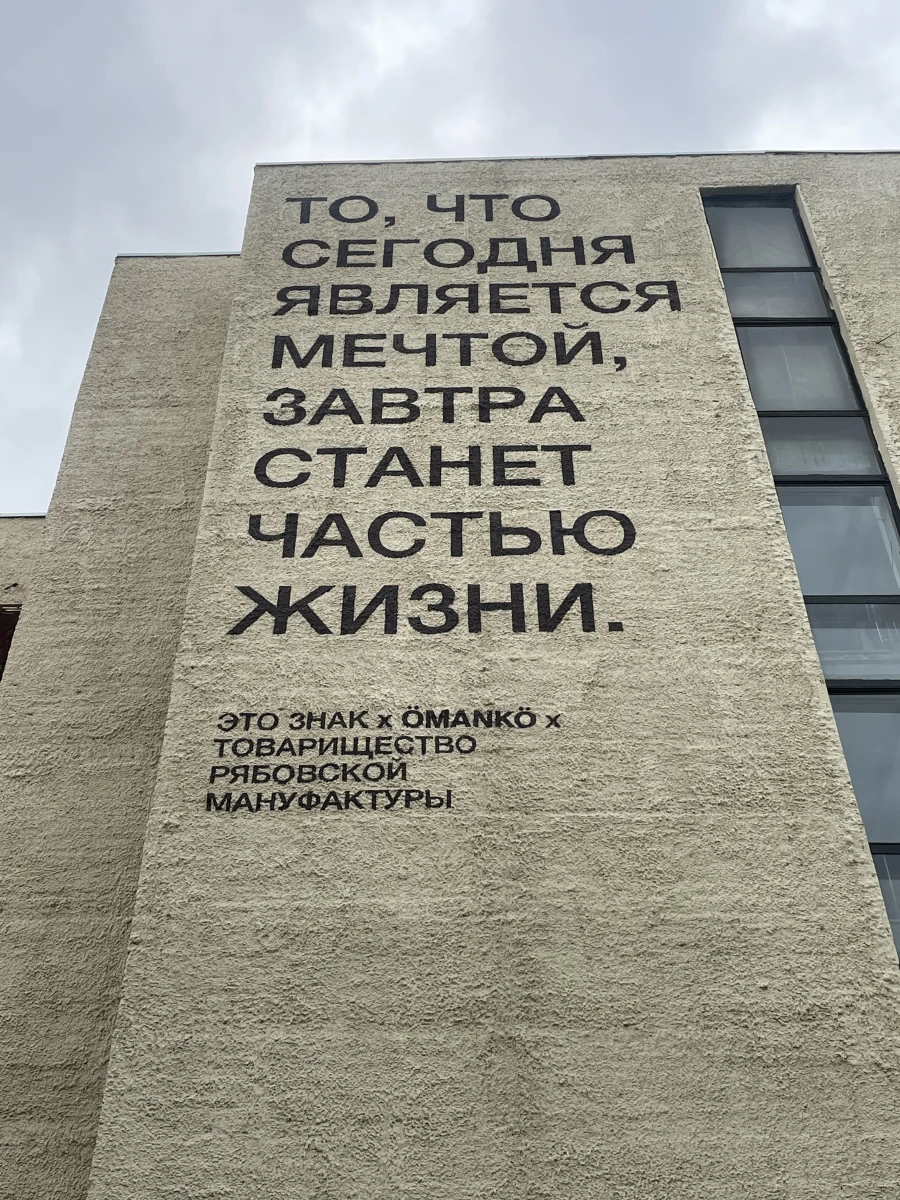 ТО, ЧТО
СЕГОДНЯ
ЯВЛЯЕТСЯ
МЕЧТОЙ,
ЗАВТРА
СТАНЕТ
ЧАСТЬЮ
ЖИЗНИ.
ЭТО ЗНАК x ÖMANKÖ x
ТОВАРИЩЕСТВО
РЯБОВСКОЙ
МАНУФАКТУРЫ